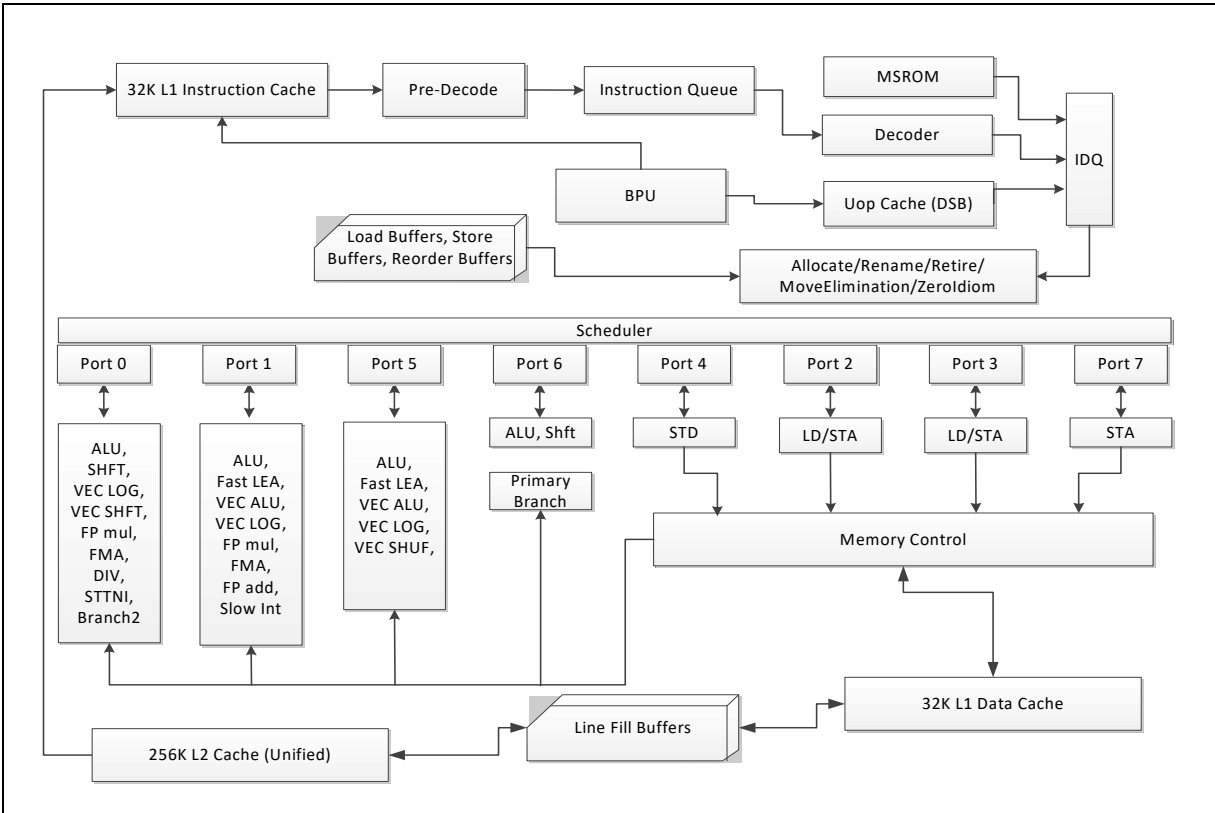 32K L1 Instruction Cache
Pre-Decode
Instruction Queue
MSROM
Decoder
IDQ
BPU
Uop Cache (DSB)
Load Buffers, Store
Buffers, Reorder Buffers
Allocate/Rename/Retire/
MoveElimination/ZeroIdiom
Scheduler
Port 0
Port 1
Port 5
Port 6
Port 4
Port 2
Port 3
Port 7
ALU,
SHFT,
VEC LOG,
VEC SHFT,
FP mul,
FMA,
DIV,
STTNI,
Branch2
ALU,
Fast LEA,
VEC ALU,
VEC LOG,
FP mul,
FMA,
FP add,
Slow Int
ALU,
Fast LEA,
VEC ALU,
VEC LOG,
VEC SHUF,
ALU, Shft
Primary
Branch
STD
LD/STA
LD/STA
STA
Memory Control
32K L1 Data Cache
Line Fill Buffers
256K L2 Cache (Unified)